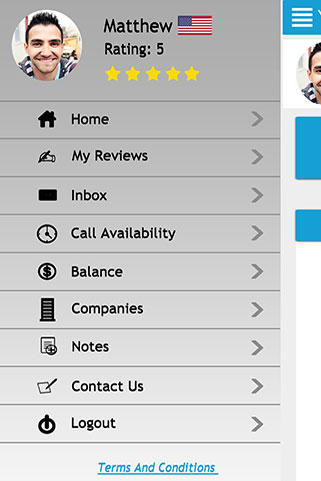 Matthew
Rating: 5
Home
My Reviews
Inbox
Call Availability
Balance
Companies
Notes
Contact Us
Logout
Terms And Conditions